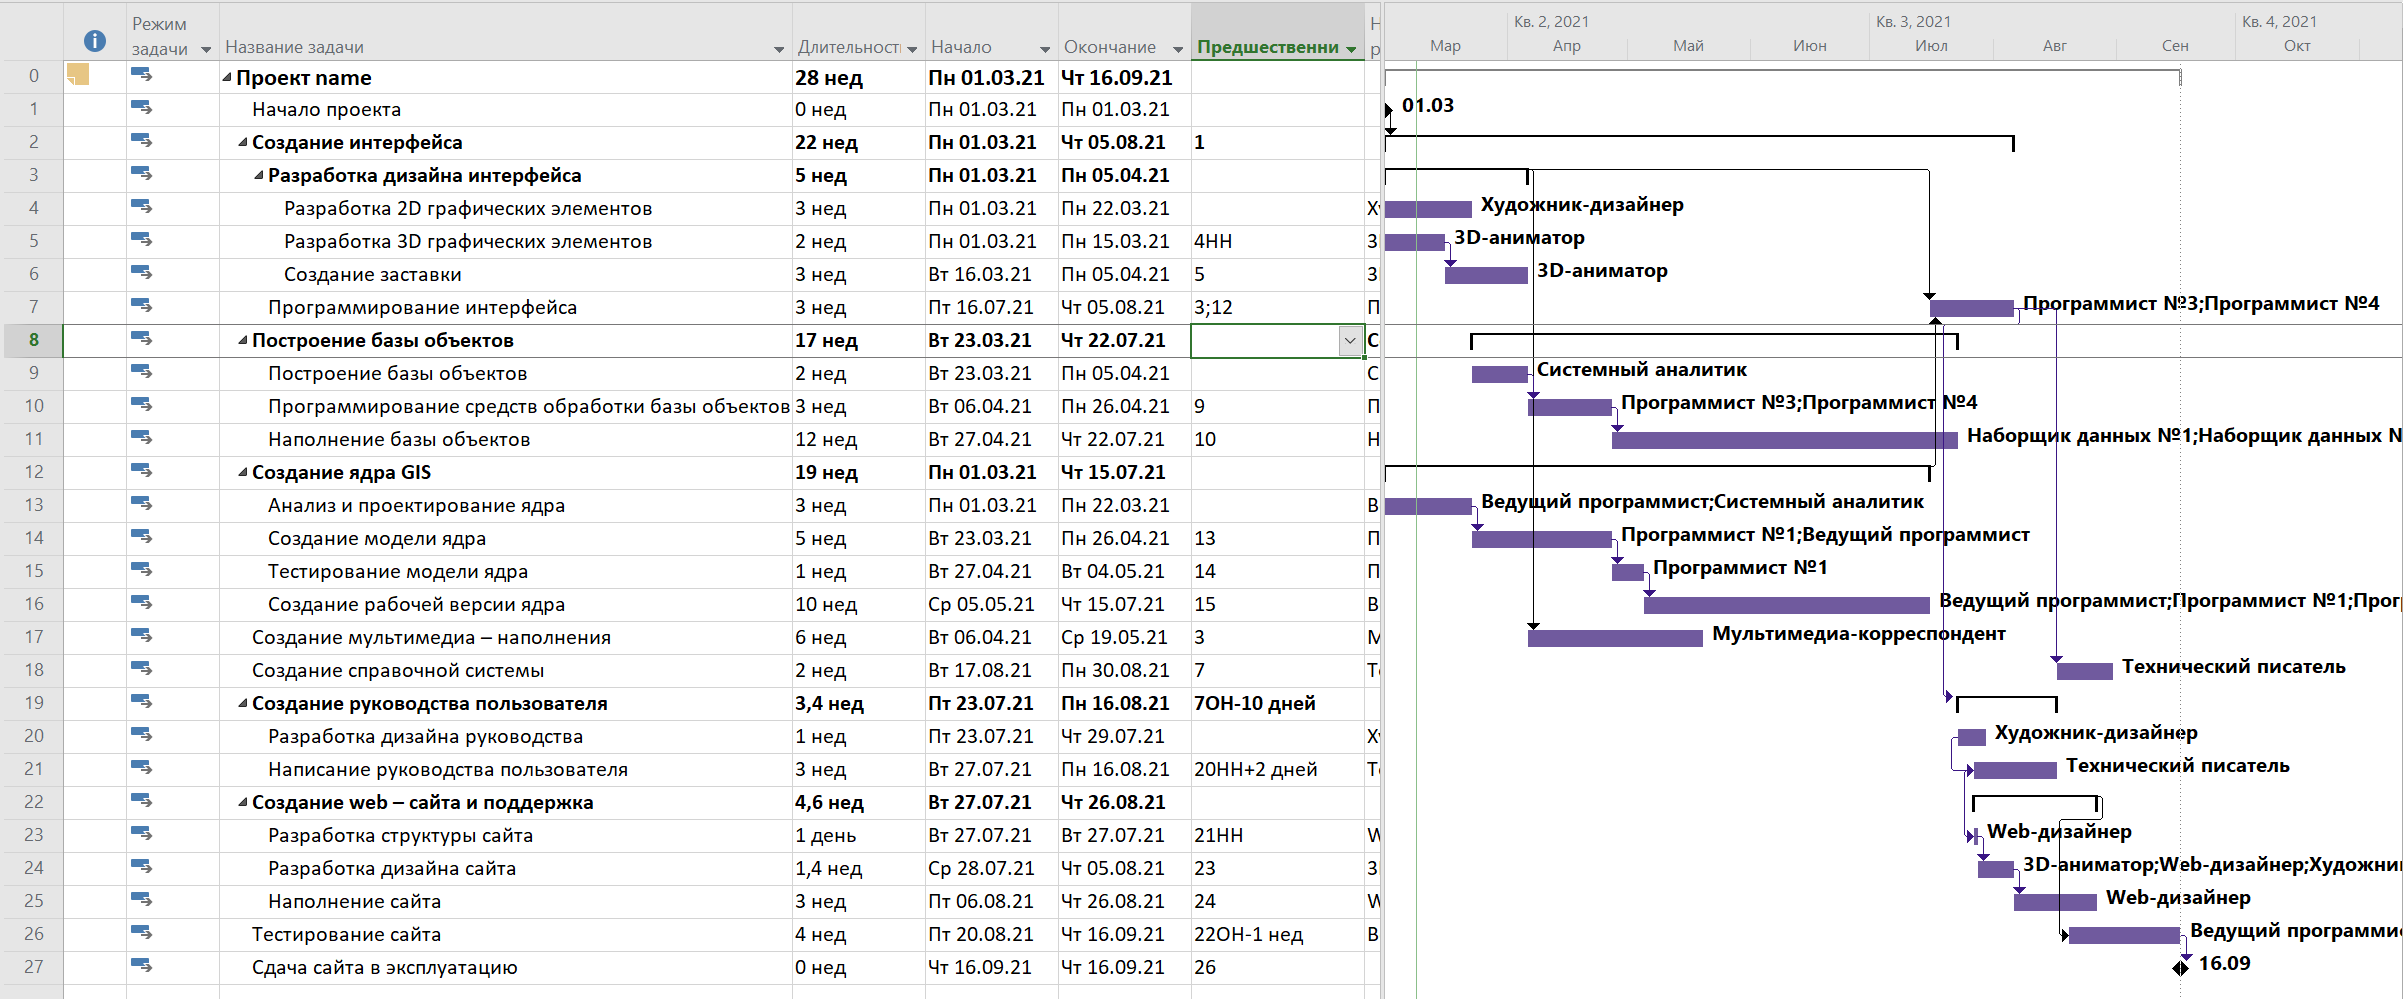 Режим задачи Название задачи Длительност Начало Окончание Предшественни Н р
Кв. 2, 2021 Кв. 3, 2021 Кв. 4, 2021
Мар Апр Май Июн Июл Авг Сен Окт
0 Проект name 28 нед Пн 01.03.21 Чт 16.09.21
1 Начало проекта 0 нед Пн 01.03.21 Пн 01.03.21 01.03
2 Создание интерфейса 22 нед Пн 01.03.21 Чт 05.08.21 1
3 Разработка дизайна интерфейса 5 нед Пн 01.03.21 Пн 05.04.21
4 Разработка 2D графических элементов 3 нед Пн 01.03.21 Пн 22.03.21 Ху Художник-дизайнер
5 Разработка 3D графических элементов 2 нед Пн 01.03.21 Пн 15.03.21 4НН 3 3D-аниматор
6 Создание заставки 3 нед Вт 16.03.21 Пн 05.04.21 5 3 3D-аниматор
7 Программирование интерфейса 3 нед Пт 16.07.21 Чт 05.08.21 3;12 П Программист №3;Программист №4
8 Построение базы объектов 17 нед Вт 23.03.21 Чт 22.07.21 С
9 Построение базы объектов 2 нед Вт 23.03.21 Пн 05.04.21 С Системный аналитик
10 Программирование средств обработки базы объектов 3 нед Вт 06.04.21 Пн 26.04.21 9 П Программист №3;Программист №4
11 Наполнение базы объектов 12 нед Вт 27.04.21 Чт 22.07.21 10 Н Наборщик данных №1;Наборщик данных N
12 Создание ядра GIS 19 нед Пн 01.03.21 Чт 15.07.21
13 Анализ и проектирование ядра 3 нед Пн 01.03.21 Пн 22.03.21 В Ведущий программист;Системный аналитик
14 Создание модели ядра 5 нед Вт 23.03.21 Пн 26.04.21 13 П Программист №1;Ведущий программист
15 Тестирование модели ядра 1 нед Вт 27.04.21 Вт 04.05.21 14 П Программист №1
16 Создание рабочей версии ядра 10 нед Ср 05.05.21 Чт 15.07.21 15 В Ведущий программист;Программист №1;Прог
17 Создание мультимедиа – наполнения 6 нед Вт 06.04.21 Ср 19.05.21 3 М Мультимедиа-корреспондент
18 Создание справочной системы 2 нед Вт 17.08.21 Пн 30.08.21 7 Те Технический писатель
19 Создание руководства пользователя 3,4 нед Пт 23.07.21 Пн 16.08.21 7ОН-10 дней
20 Разработка дизайна руководства 1 нед Пт 23.07.21 Чт 29.07.21 Ху Художник-дизайнер
21 Написание руководства пользователя 3 нед Вт 27.07.21 Пн 16.08.21 20НН+2 дней Те Технический писатель
22 Создание web – сайта и поддержка 4,6 нед Вт 27.07.21 Чт 26.08.21
23 Разработка структуры сайта 1 день Вт 27.07.21 Вт 27.07.21 21НН W Web-дизайнер
24 Разработка дизайна сайта 1,4 нед Ср 28.07.21 Чт 05.08.21 23 3 3D-аниматор;Web-дизайнер;Художни
25 Наполнение сайта 3 нед Пт 06.08.21 Чт 26.08.21 24 W Web-дизайнер
26 Тестирование сайта 4 нед Пт 20.08.21 Чт 16.09.21 22ОН-1 нед В Ведущий программис
27 Сдача сайта в эксплуатацию 0 нед Чт 16.09.21 Чт 16.09.21 26 16.09